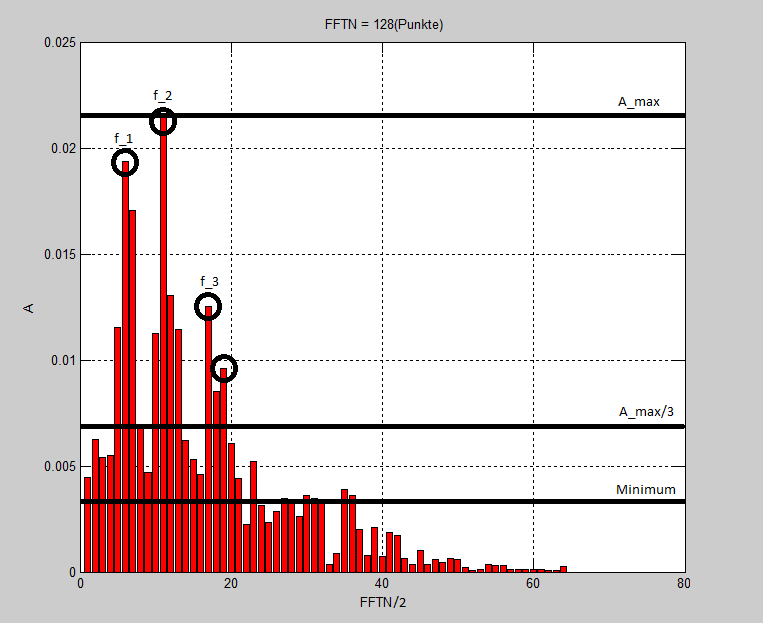 FFTN = 128(Punkte)
0.025
A_max
f_2
f_1
0.02
0.015
f_3
A
0.01
A_max/3
0.005
Minimum
0
0 20 40 60 80
FFTN/2